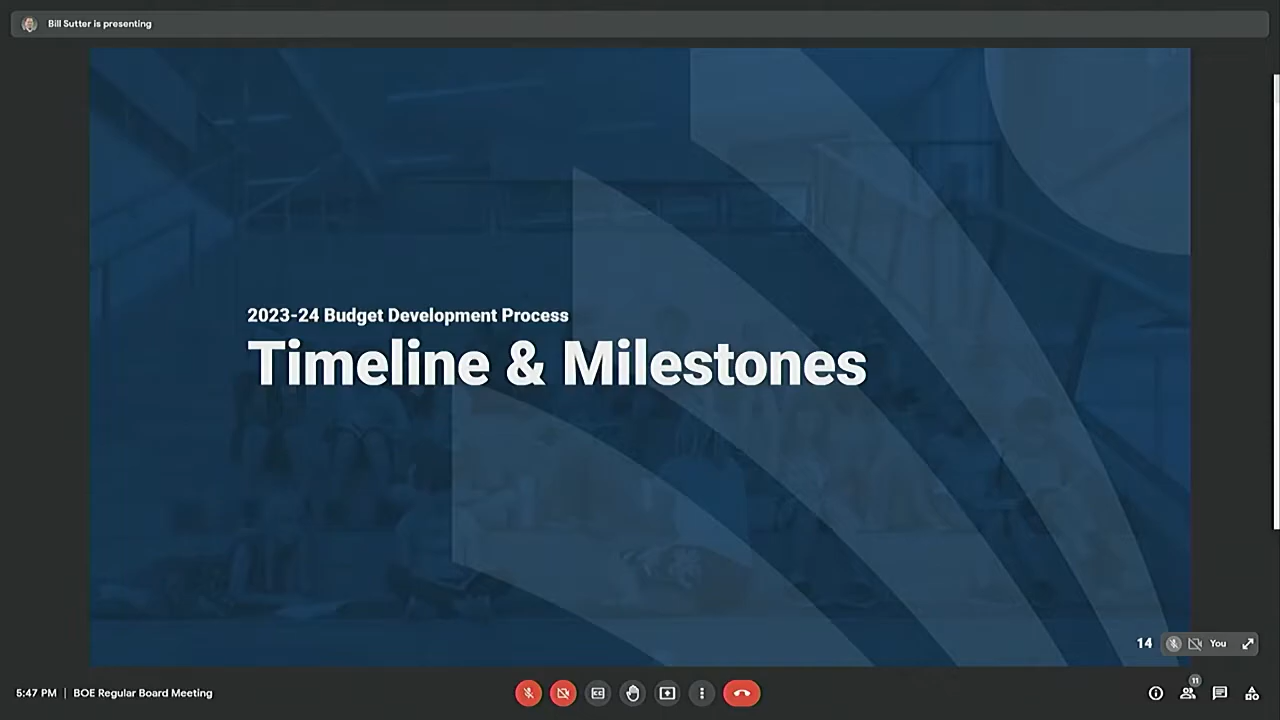 Bill Sutter is presenting
2023-24 Budget Development Process
Timeline & Milestones
14
You
5:47 PM | BOE Regular Board Meeting
11